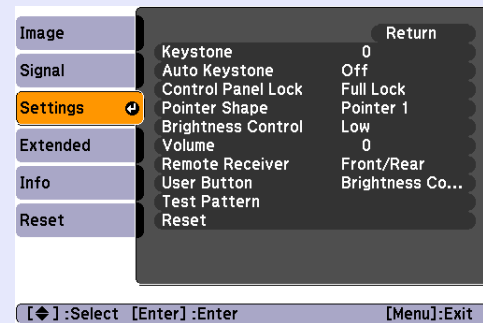 Image
Signal
Settings
Extended
Info
Reset
Return
Keystone 0
Auto Keystone Off
Control Panel Lock Full Lock
Pointer Shape Pointer 1
Brightness Control Low
Volume 0
Remote Receiver Front/Rear
User Button Brightness Co...
Test Pattern
Reset
[◆] :Select [Enter] :Enter [Menu]:Exit